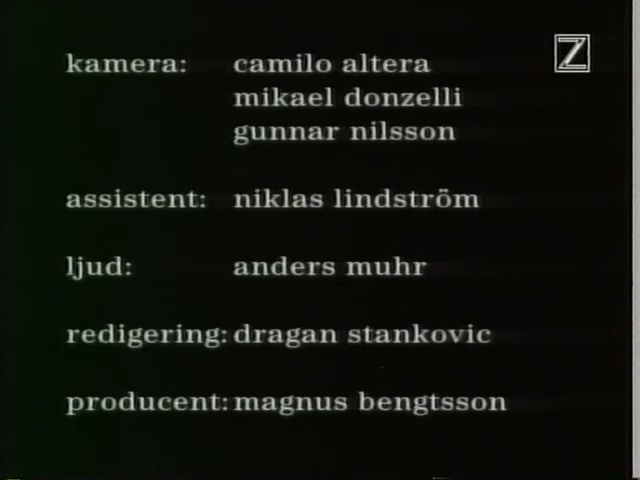 Z
kamera: camilo altera
mikael donzelli
gunnar nilsson
assistent: niklas lindström
ljud: anders muhr
redigering: dragan stankovic
producent: magnus bengtsson